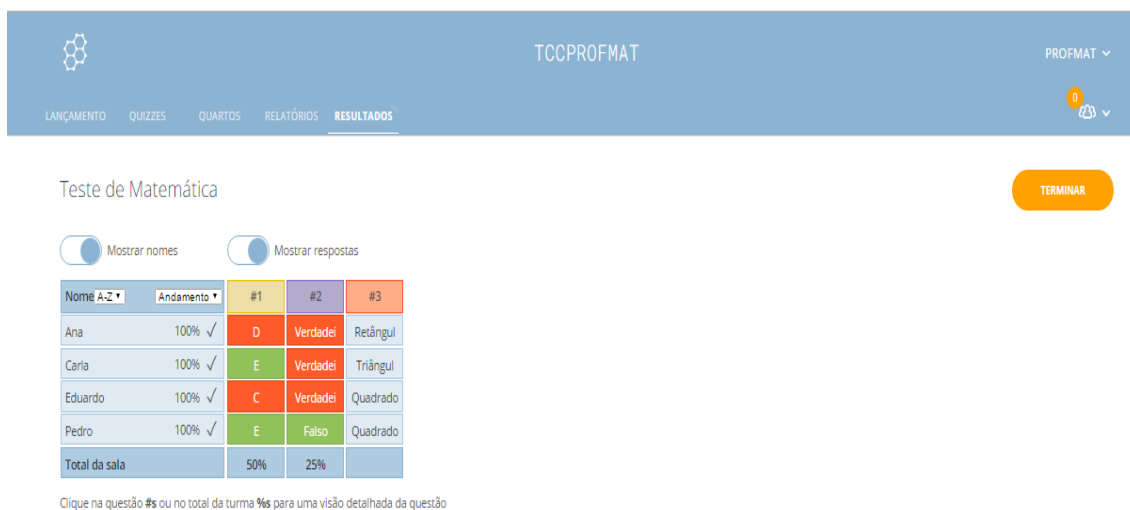 TCCPROFMAT
PROFMAT
0
LANÇAMENTO QUIZZES QUARTOS RELATÓRIOS RESULTADOS
Teste de Matemática
TERMINAR
Mostrar nomes Mostrar respostas
Nome A-Z Andamento #1 #2 #3
Ana 100% ✓ D Verdadei Retângul
Carla 100% ✓ E Verdadei Triângul
Eduardo 100% ✓ C Verdadei Quadrado
Pedro 100% ✓ E Falso Quadrado
Total da sala 50% 25%
Clique na questão #s ou no total da turma %s para uma visão detalhada da questão